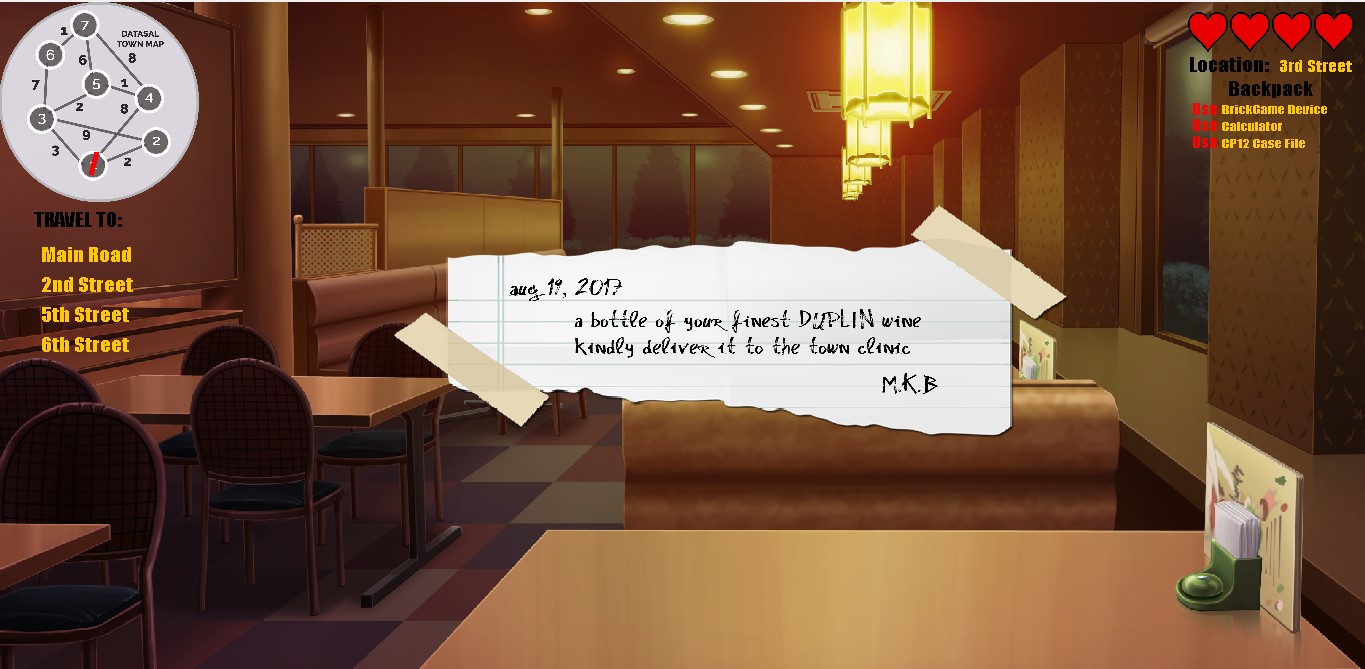 7
1
DATASAL
TOWN MAP
6
6
8
7
5
1
4
2
8
3
9
2
3
2
TRAVEL TO:
Main Road
2nd Street
5th Street
6th Street
aug 19, 2017
a bottle of your finest DUPLIN wine
kindly deliver it to the town clinic
M.K.B
Location: 3rd Street
Backpack
Use BrickGame Device
Use Calculator
Use CP12 Case File